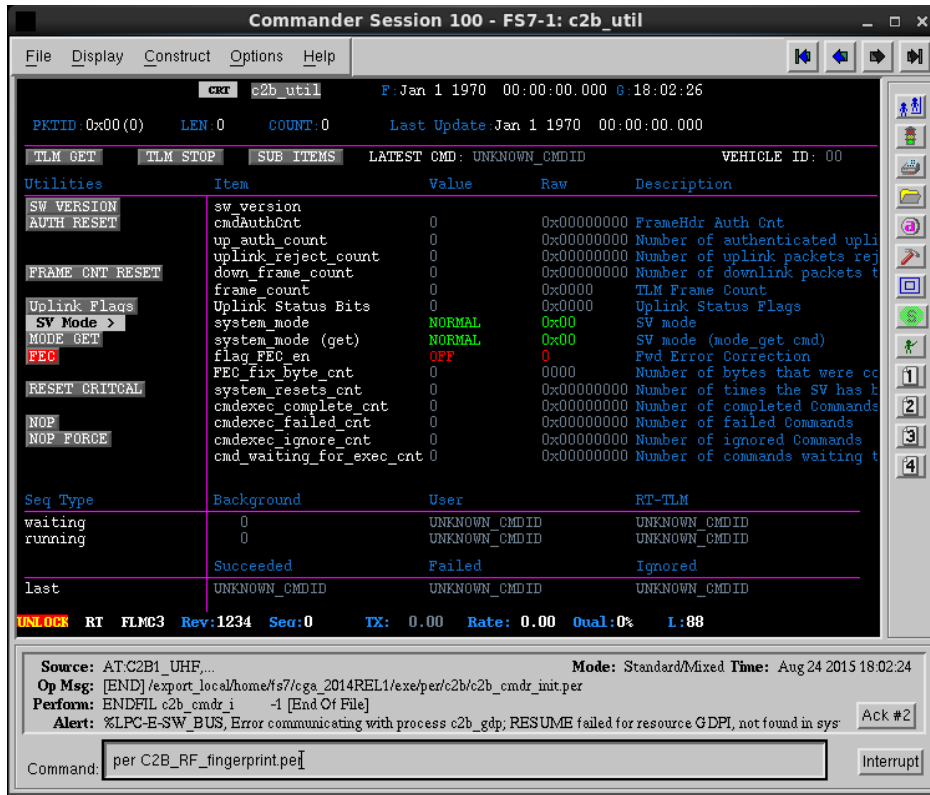 Commander Session 100 - FS7-1: c2b_util
File Display Construct Options Help
CRT c2b_util F:Jan 1 1970 00:00:00.000 G:18:02:26
PKTID:0x00(0) LEN:0 COUNT:0 Last Update:Jan 1 1970 00:00:00.000
TLM GET TLM STOP SUB ITEMS LATEST CMD: UNKNOWN_CMDID VEHICLE ID: 00
Utilities Item Value Raw Description
SW VERSION sw_version
AUTH RESET cmdAuthCnt 0 0x00000000 FrameHdr Auth Cnt
up_auth_count 0 0x00000000 Number of authenticated upli
uplink_reject_count 0 0x00000000 Number of uplink packets rej
FRAME CNT RESET down_frame_count 0 0x00000000 Number of downlink packets t
frame_count 0 0x0000 TLM Frame Count
Uplink Flags Uplink Status Bits 0 0x0000 Uplink Status Flags
SV Mode > system_mode NORMAL 0x00 SV mode
MODE GET system_mode (get) NORMAL 0x00 SV mode (mode_get cmd)
FEC flag_FEC_en OFF 0 Fwd Error Correction
FEC_fix_byte_cnt 0 0000 Number of bytes that were co
RESET CRITCAL system_resets_cnt 0 0x00000000 Number of times the SV has b
cmdexec_complete_cnt 0 0x00000000 Number of completed Commands
NOP cmdexec_failed_cnt 0 0x00000000 Number of failed Commands
NOP FORCE cmdexec_ignore_cnt 0 0x00000000 Number of ignored Commands
cmd_waiting_for_exec_cnt 0 0x00000000 Number of commands waiting t
Seq Type Background User RT-TLM
waiting 0 UNKNOWN_CMDID UNKNOWN_CMDID
running 0 UNKNOWN_CMDID UNKNOWN_CMDID
Succeeded Failed Ignored
last UNKNOWN_CMDID UNKNOWN_CMDID UNKNOWN_CMDID
UNLOCK RT FLMC3 Rev:1234 Seq:0 TX: 0.00 Rate: 0.00 Qual:0% L:88
1
2
3
4
Source: AT:C2B1_UHF,... Mode: Standard/Mixed Time: Aug 24 2015 18:02:24
Op Msg: [END] /export_local/home/fs7/cga_2014REL1/exe/per/c2b/c2b_cmdr_init.per
Perform: ENDFIL c2b_cmdr_i -1 [End Of File]
Alert: %LPC-E-SW_BUS, Error communicating with process c2b_gdp; RESUME failed for resource GDPI, not found in sys
Ack #2
Command: per C2B_RF_fingerprint.per
Interrupt